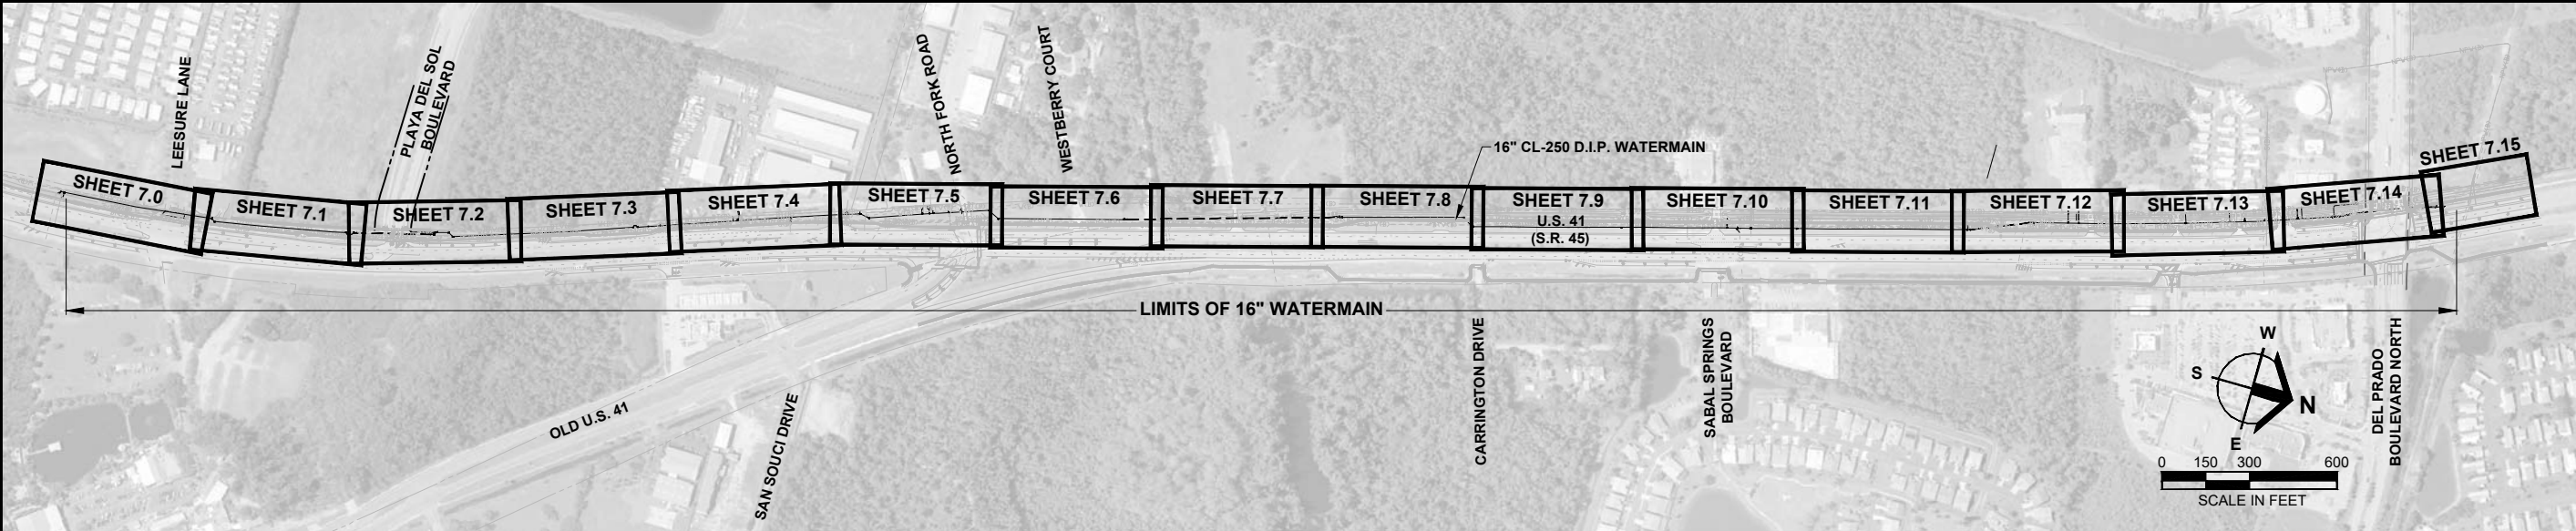 LEESURE LANE
PLAYA DEL SOL
BOULEVARD
NORTH FORK ROAD
WESTBERRY COURT
16" CL-250 D.I.P. WATERMAIN
SHEET 7.0
SHEET 7.1
SHEET 7.2
SHEET 7.3
SHEET 7.4
SHEET 7.5
SHEET 7.6
SHEET 7.7
SHEET 7.8
SHEET 7.9
U.S. 41
(S.R. 45)
SHEET 7.10
SHEET 7.11
SHEET 7.12
SHEET 7.13
SHEET 7.14
SHEET 7.15
LIMITS OF 16" WATERMAIN
OLD U.S. 41
SAN SOUCI DRIVE
CARRINGTON DRIVE
SABAL SPRINGS
BOULEVARD
DEL PRADO
BOULEVARD NORTH
W
S
N
E
0 150 300 600
SCALE IN FEET